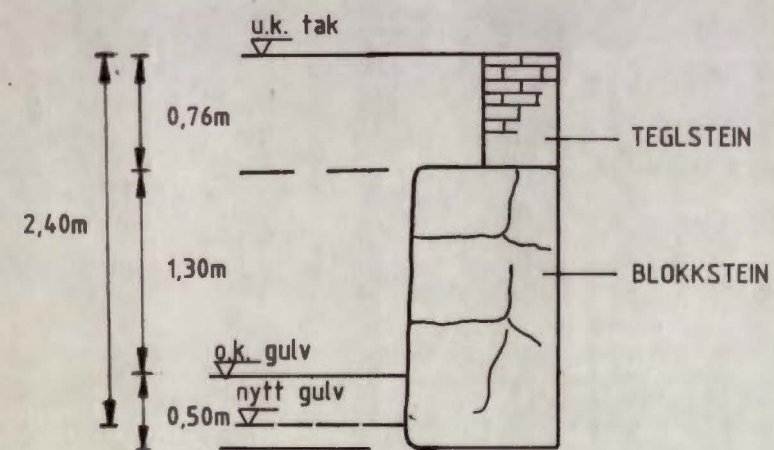 u.k. tak
0,76m
TEGLSTEIN
2,40m
1,30m
BLOKKSTEIN
o.k. gulv
nytt gulv
0,50m